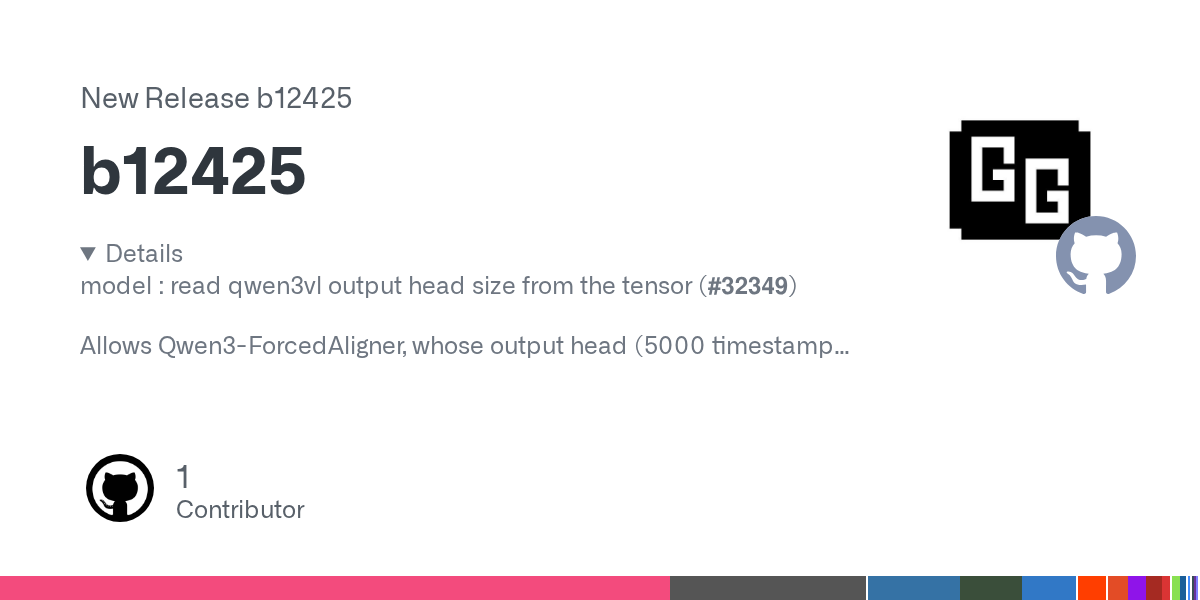 New Release b12425
b12425
▼ Details
model : read qwen3vl output head size from the tensor (#32349)
Allows Qwen3-ForcedAligner, whose output head (5000 timestamp...
GG
1
Contributor